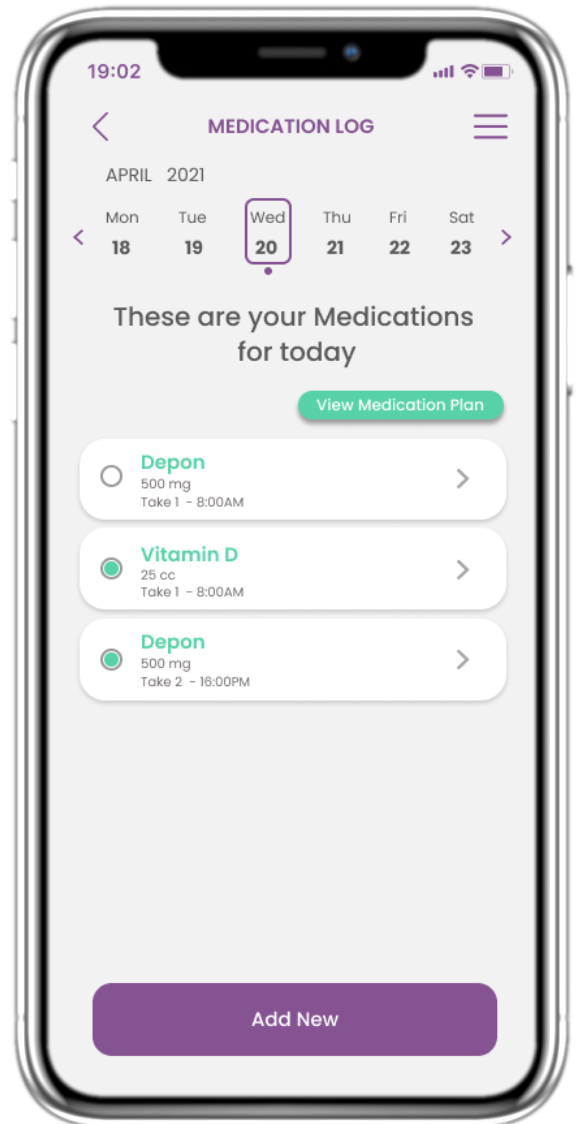 19:02
MEDICATION LOG
APRIL 2021
Mon Tue Wed Thu Fri Sat
18 19 20 21 22 23
These are your Medications
for today
View Medication Plan
Depon
500 mg
Take 1 - 8:00AM
Vitamin D
25 cc
Take 1 - 8:00AM
Depon
500 mg
Take 2 - 16:00PM
Add New